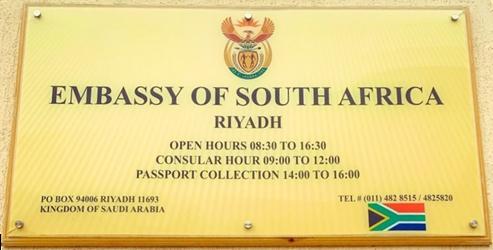 EMBASSY OF SOUTH AFRICA
RIYADH
OPEN HOURS 08:30 TO 16:30
CONSULAR HOUR 09:00 TO 12:00
PASSPORT COLLECTION 14:00 TO 16:00
PO BOX 94006 RIYADH 11693
KINGDOM OF SAUDI ARABIA
TEL # (011) 482 8515 / 4825820